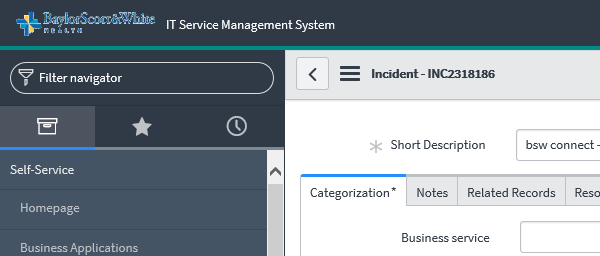 BaylorScott&White
HEALTH
IT Service Management System
Filter navigator
Incident - INC2318186
Short Description
bsw connect -
Self-Service
Categorization*
Notes
Related Records
Reso
Homepage
Business service
Business Applications